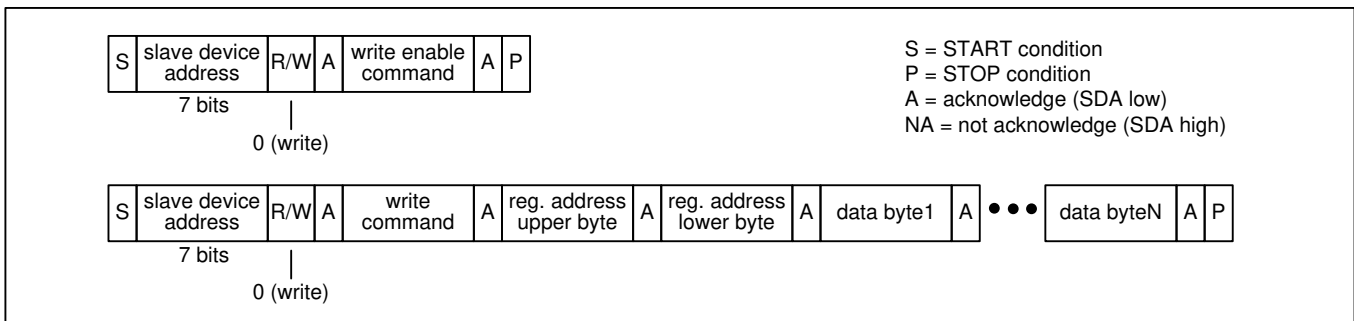 S slave device address R/W A write enable command A P
7 bits
0 (write)
S = START condition
P = STOP condition
A = acknowledge (SDA low)
NA = not acknowledge (SDA high)
S slave device address R/W A write command A reg. address upper byte A reg. address lower byte A data byte1 A ••• data byteN A P
7 bits
0 (write)